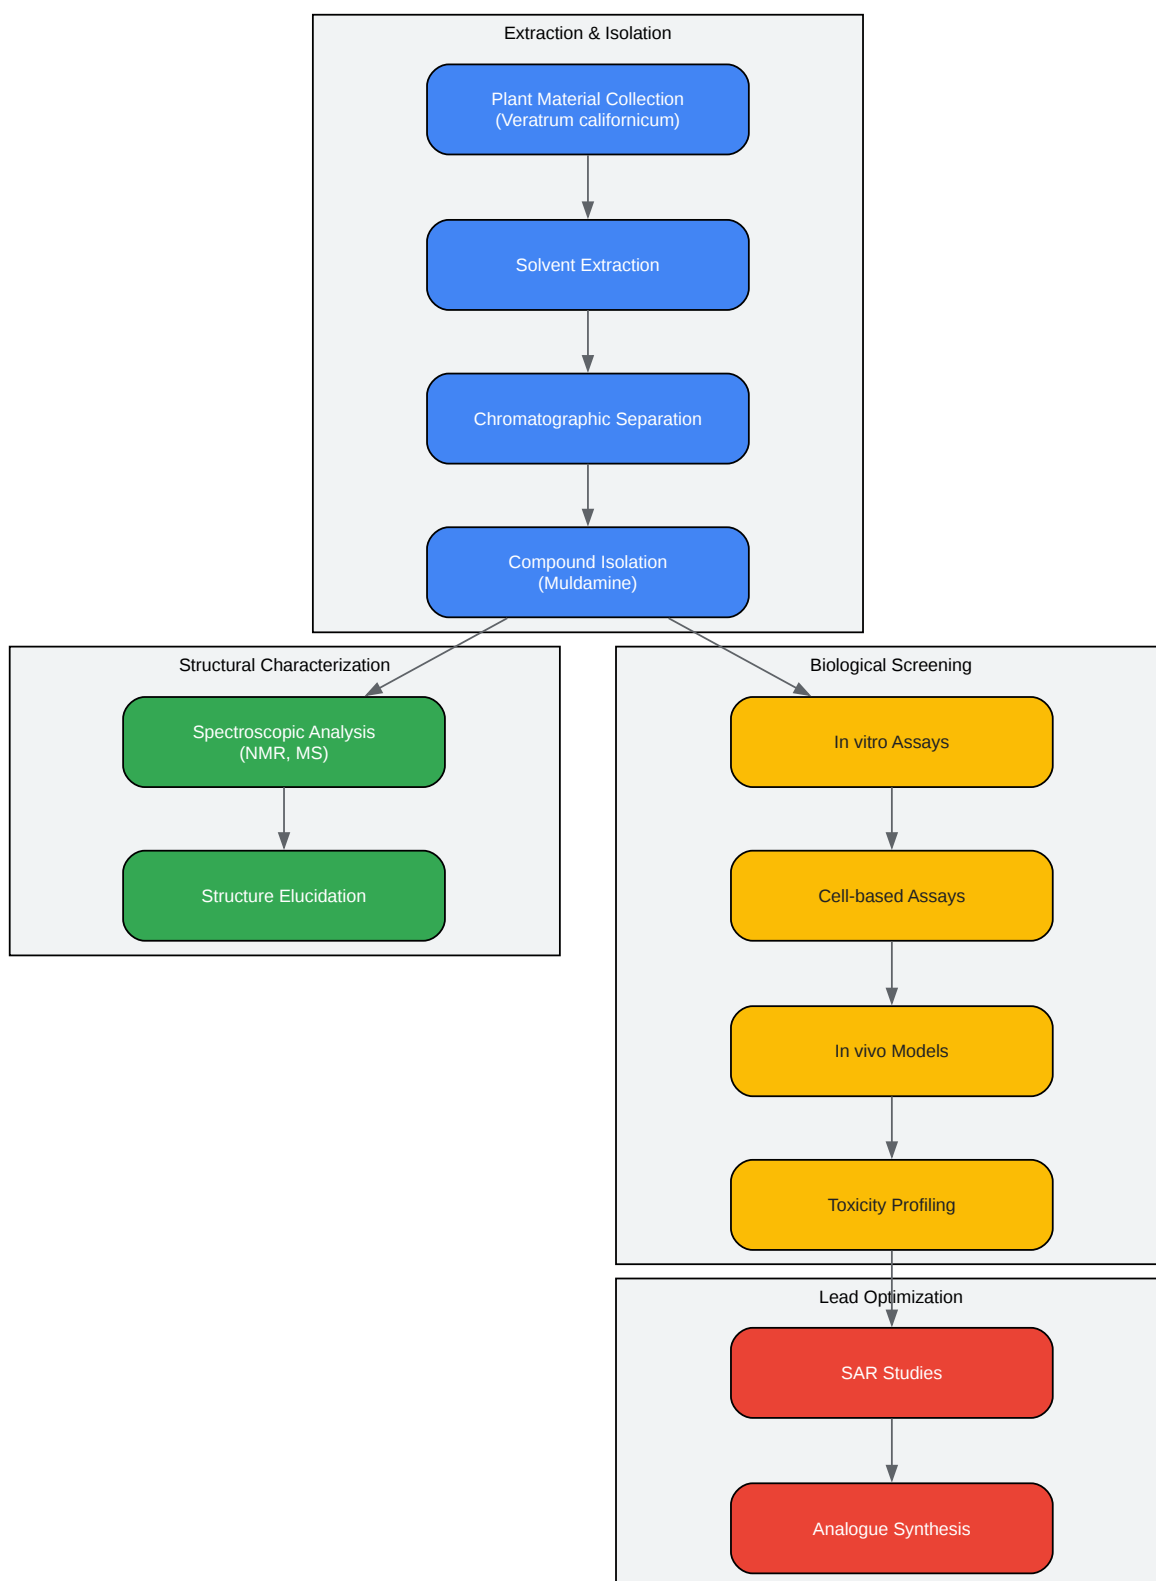 Extraction & Isolation
Plant Material Collection
(Veratrum californicum)
Solvent Extraction
Chromatographic Separation
Compound Isolation
(Muldamine)
Structural Characterization
Spectroscopic Analysis
(NMR, MS)
Structure Elucidation
Biological Screening
In vitro Assays
Cell-based Assays
In vivo Models
Toxicity Profiling
Lead Optimization
SAR Studies
Analogue Synthesis